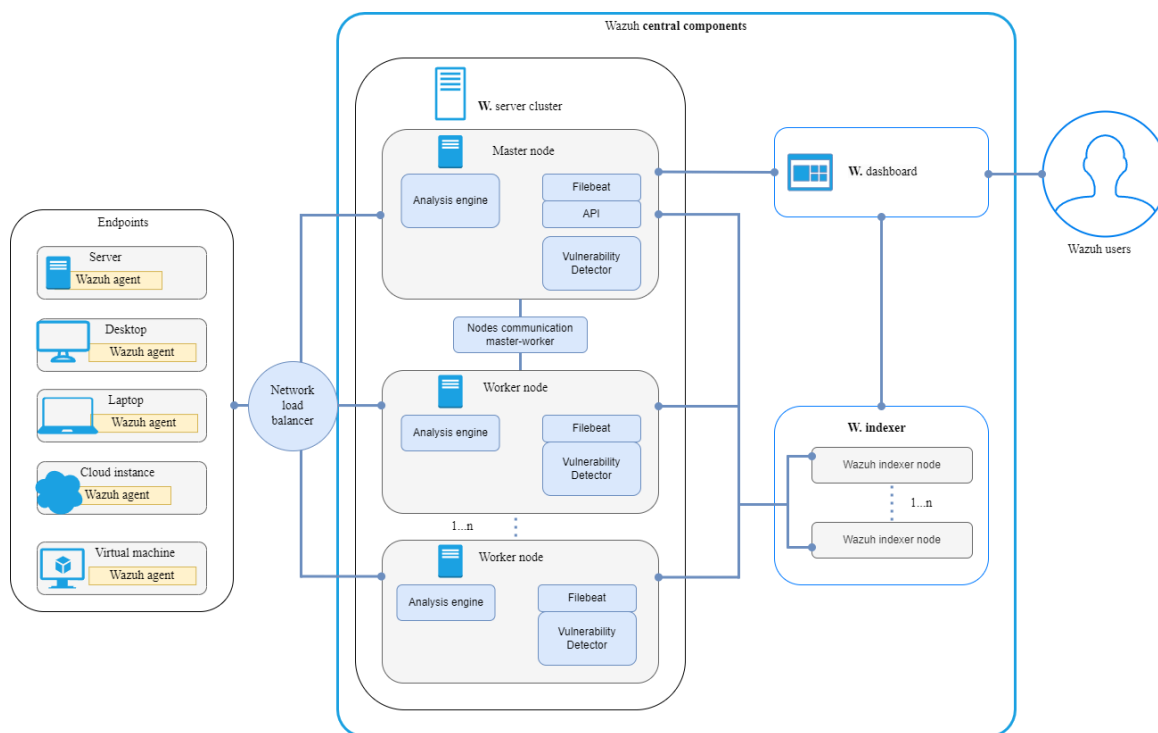 Wazuh central components
W. server cluster
Master node
Analysis engine
Filebeat
API
Vulnerability
Detector
Nodes communication
master-worker
Worker node
Analysis engine
Filebeat
Vulnerability
Detector
1...n
Worker node
Analysis engine
Filebeat
Vulnerability
Detector
Endpoints
Server
Wazuh agent
Desktop
Wazuh agent
Laptop
Wazuh agent
Cloud instance
Wazuh agent
Virtual machine
Wazuh agent
Network
load
balancer
W. dashboard
Wazuh users
W. indexer
Wazuh indexer node
1...n
Wazuh indexer node